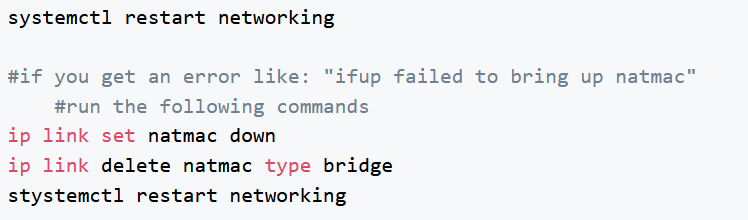 systemctl restart networking
#if you get an error like: "ifup failed to bring up natmac"
#run the following commands
ip link set natmac down
ip link delete natmac type bridge
stystemctl restart networking